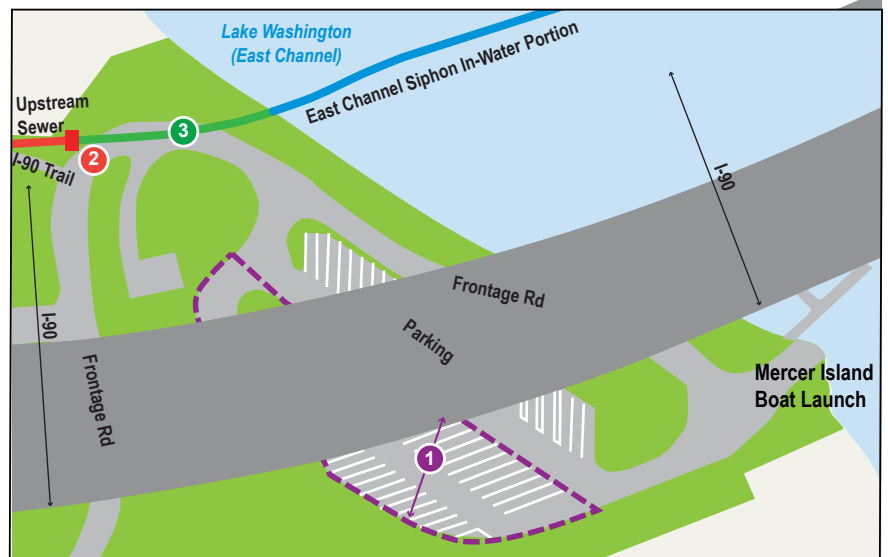 Lake Washington
(East Channel)
East Channel Siphon In-Water Portion
Upstream
Sewer
3
2
I-90 Trail
I-90
I-90
Frontage Rd
Parking
Frontage Rd
Mercer Island
Boat Launch
1